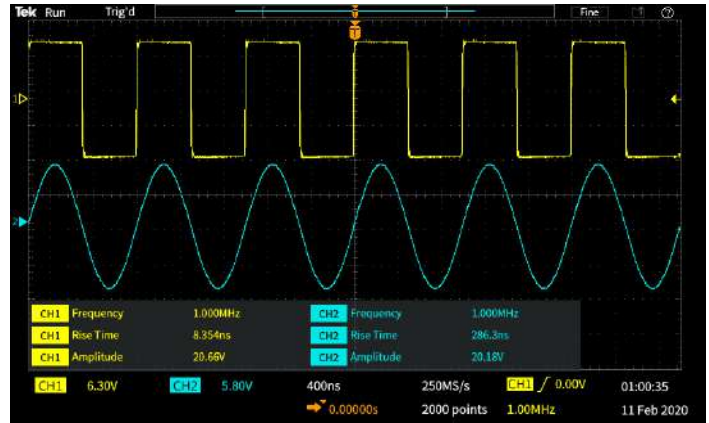 Tek Run Trig'd Fine
T
1
2
CH1 Frequency 1.000MHz CH2 Frequency 1.000MHz
CH1 Rise Time 8.354ns CH2 Rise Time 286.3ns
CH1 Amplitude 20.66V CH2 Amplitude 20.18V
CH1 6.30V CH2 5.80V 400ns 250MS/s CH1 0.00V 01:00:35
0.00000s 2000 points 1.00MHz 11 Feb 2020